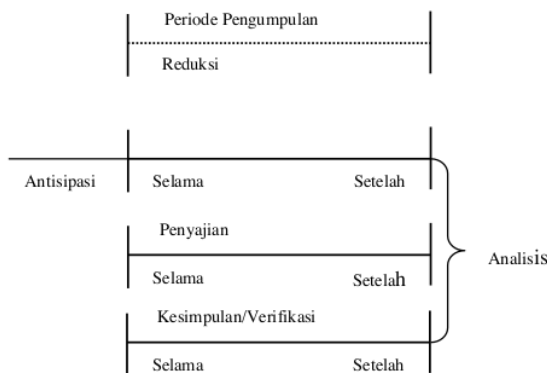 Periode Pengumpulan
Reduksi
Antisipasi Selama Setelah
Penyajian
Analisis
Selama Setelah
Kesimpulan/Verifikasi
Selama Setelah